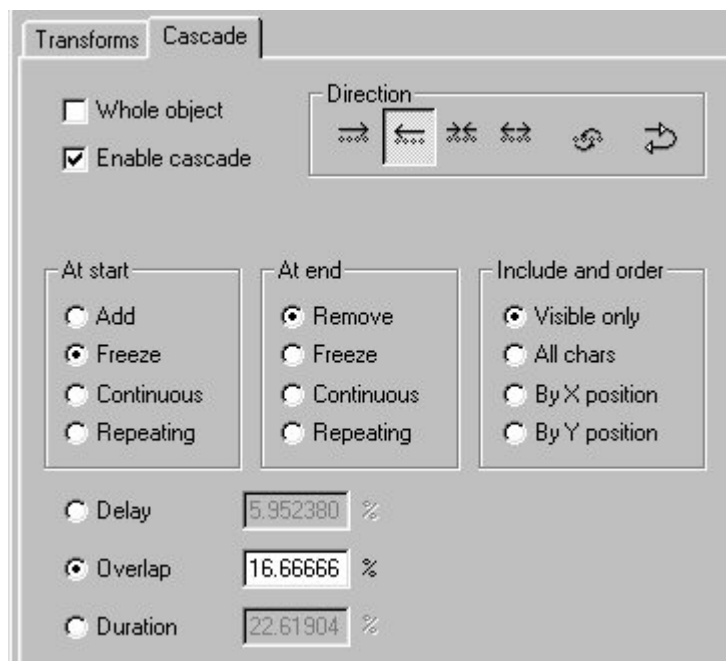 Transforms Cascade
Whole object
Enable cascade
Direction
At start
Add
Freeze
Continuous
Repeating
At end
Remove
Freeze
Continuous
Repeating
Include and order
Visible only
All chars
By X position
By Y position
Delay 5.952380 %
Overlap 16.66666 %
Duration 22.61904 %